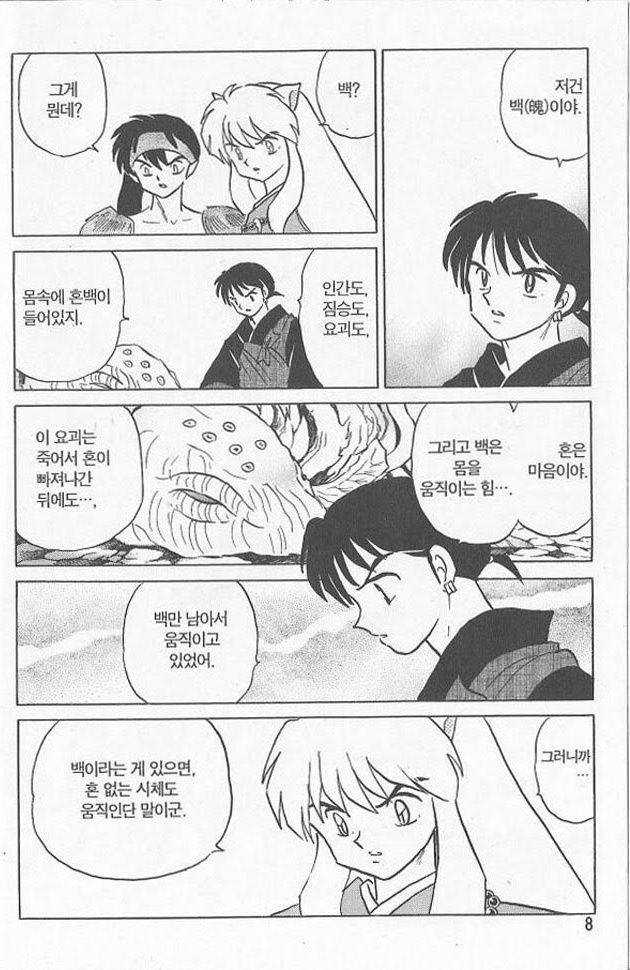 저건
백(魄)이야.
백?
그게
뭔데?
인간도,
짐승도,
요괴도,
몸속에 혼백이
들어있지.
혼은
마음이야.
그리고 백은
몸을
움직이는 힘….
이 요괴는
죽어서 혼이
빠져나간
뒤에도…,
백만 남아서
움직이고
있었어.
그러니까
…
백이라는 게 있으면,
혼 없는 시체도
움직인단 말이군.
8